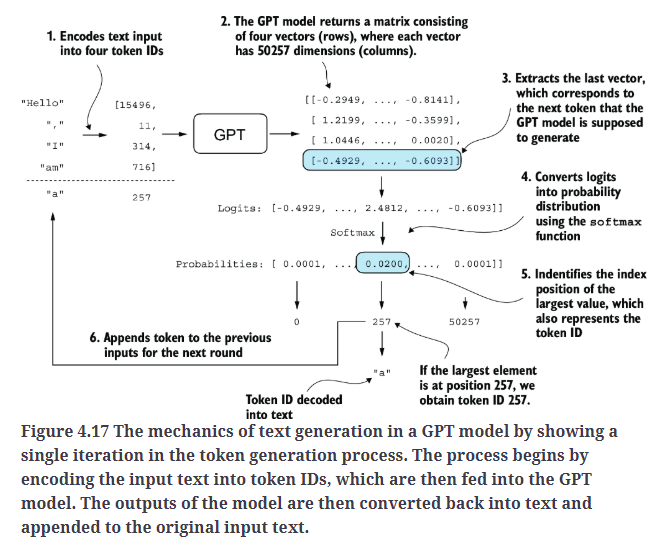 1. Encodes text input
into four token IDs
2. The GPT model returns a matrix consisting
of four vectors (rows), where each vector
has 50257 dimensions (columns).
3. Extracts the last vector,
which corresponds to
the next token that the
GPT model is supposed
to generate
"Hello" [15496,
"," 11,
"I" 314,
"am" 716]
"a" 257
GPT
[[-0.2949, ..., -0.8141],
[ 1.2199, ..., -0.3599],
[ 1.0446, ..., 0.0020],
[-0.4929, ..., -0.6093]]
4. Converts logits
into probability
distribution
using the softmax
function
Logits: [-0.4929, ..., 2.4812, ..., -0.6093]]
Softmax
Probabilities: [ 0.0001, ..., 0.0200, ..., 0.0001]]
5. Indentifies the index
position of the
largest value, which
also represents the
token ID
0 257 50257
6. Appends token to the previous
inputs for the next round
"a"
If the largest element
is at position 257, we
obtain token ID 257.
Token ID decoded
into text
Figure 4.17 The mechanics of text generation in a GPT model by showing a
single iteration in the token generation process. The process begins by
encoding the input text into token IDs, which are then fed into the GPT
model. The outputs of the model are then converted back into text and
appended to the original input text.